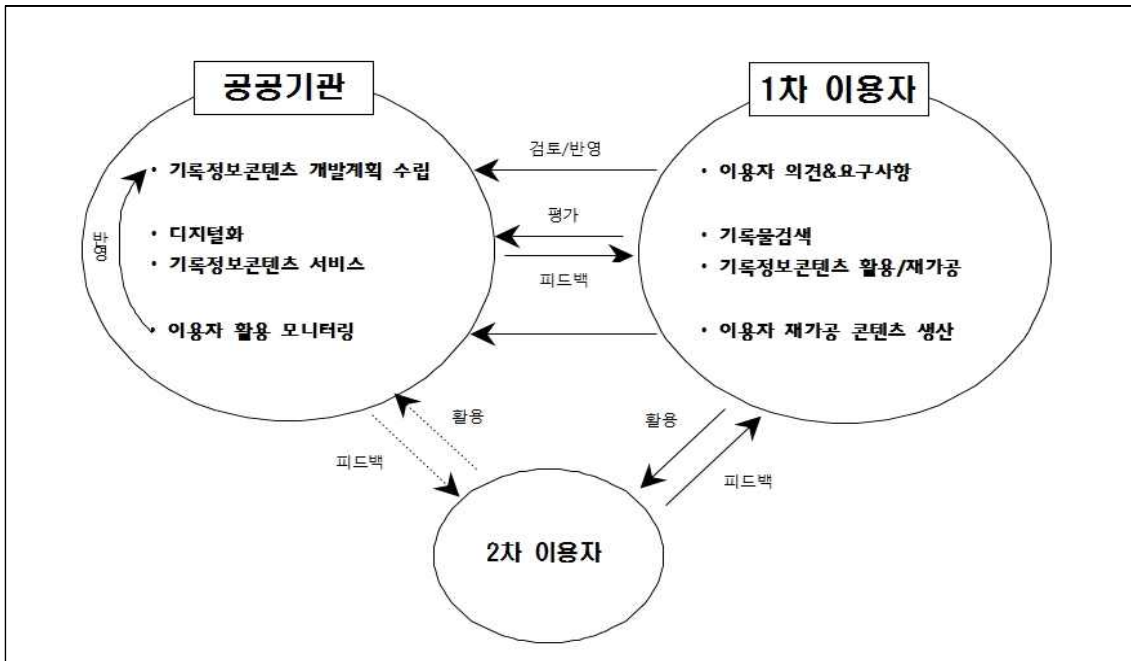 공공기관
1차 이용자
검토/반영
• 기록정보콘텐츠 개발계획 수립
• 이용자 의견&요구사항
반영
평가
• 디지털화
• 기록물검색
• 기록정보콘텐츠 서비스
• 기록정보콘텐츠 활용/재가공
피드백
• 이용자 활용 모니터링
• 이용자 재가공 콘텐츠 생산
활용
활용
피드백
피드백
2차 이용자